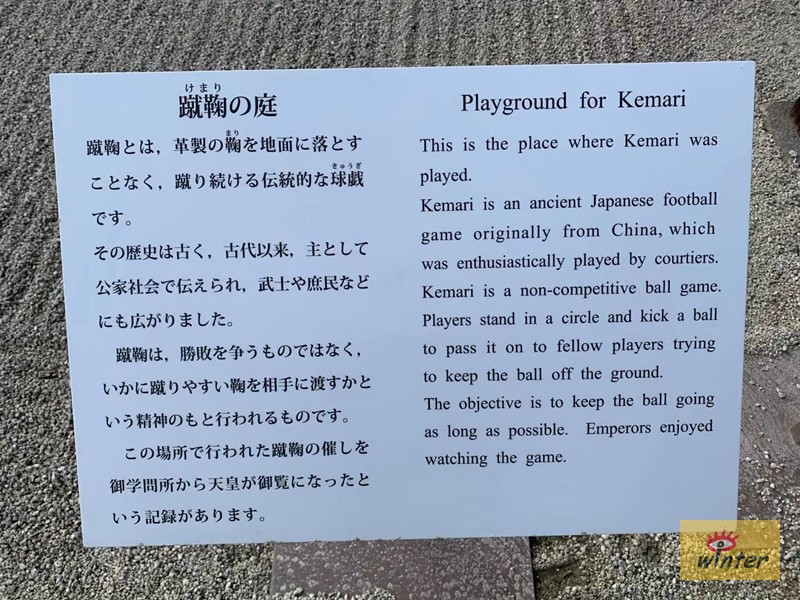 けまり
蹴鞠の庭
蹴鞠とは，革製の鞠を地面に落とす
まり
ことなく，蹴り続ける伝統的な球戯
きゅうぎ
です。
その歴史は古く，古代以来，主として
公家社会で伝えられ，武士や庶民など
にも広がりました。
蹴鞠は，勝敗を争うものではなく，
いかに蹴りやすい鞠を相手に渡すかと
いう精神のもと行われるものです。
この場所で行われた蹴鞠の催しを
御学問所から天皇が御覧になったと
いう記録があります。
Playground for Kemari
This is the place where Kemari was
played.
Kemari is an ancient Japanese football
game originally from China, which
was enthusiastically played by courtiers.
Kemari is a non-competitive ball game.
Players stand in a circle and kick a ball
to pass it on to fellow players trying
to keep the ball off the ground.
The objective is to keep the ball going
as long as possible. Emperors enjoyed
watching the game.
winter